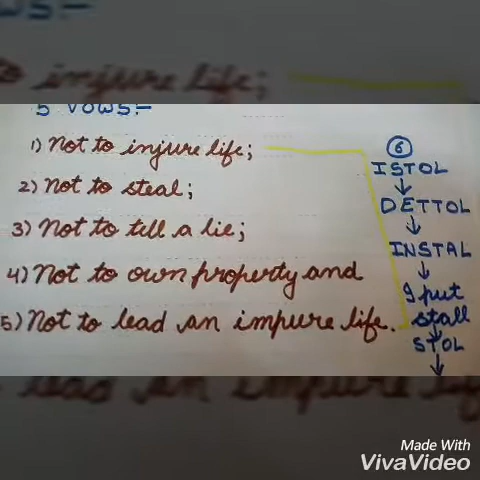 5 VOWS:-
1) Not to injure life;
2) Not to steal;
3) Not to tell a lie;
4) Not to own property and
5) Not to lead an impure life.
6
ISTOL
DETTOL
INSTAL
I put
stall
STOL
Made With
VivaVideo